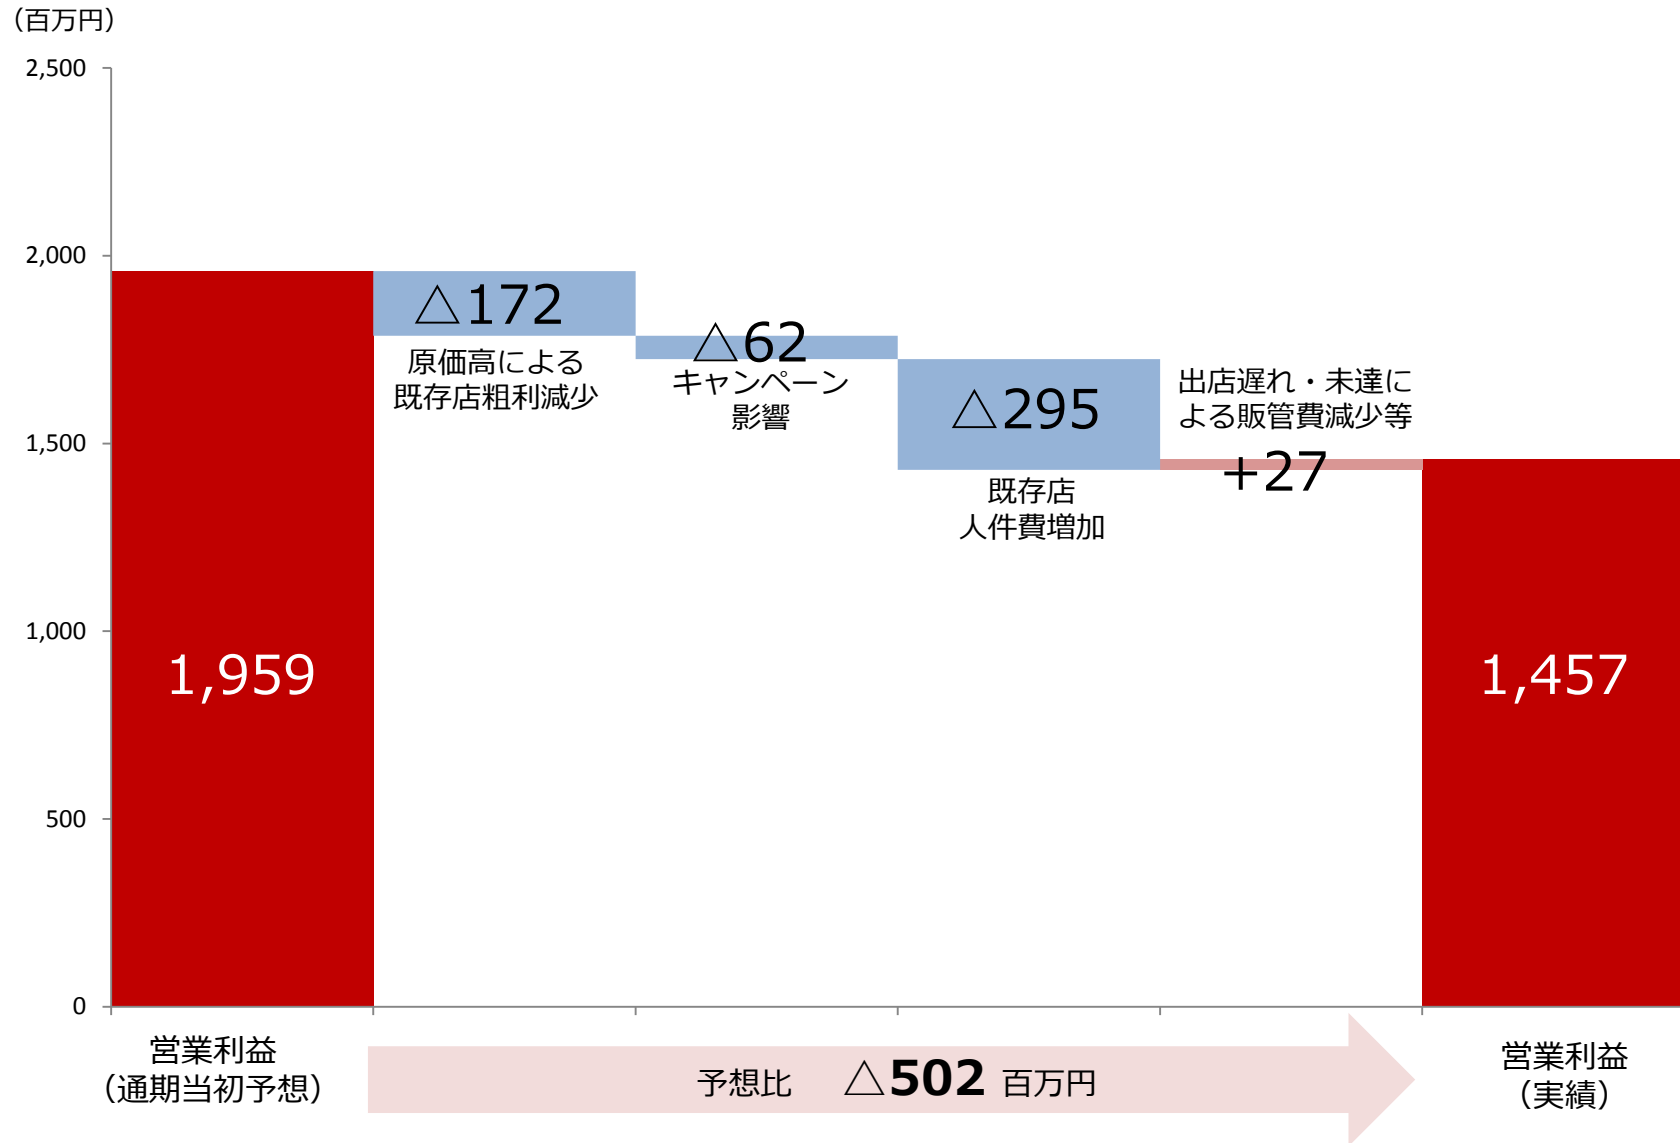 （百万円）
2,500
2,000
1,500
1,000
500
0
1,959
△172
原価高による
既存店粗利減少
△62
キャンペーン
影響
△295
既存店
人件費増加
出店遅れ・未達に
よる販管費減少等
+27
1,457
営業利益
（通期当初予想）
予想比 △502 百万円
営業利益
（実績）